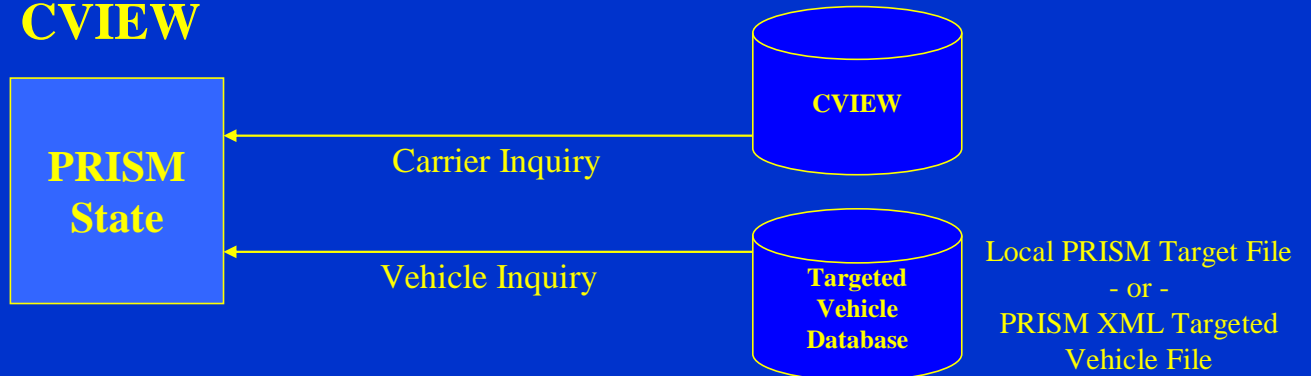 CVIEW
CVIEW
Carrier Inquiry
PRISM
State
Vehicle Inquiry
Targeted
Vehicle
Database
Local PRISM Target File
- or -
PRISM XML Targeted
Vehicle File